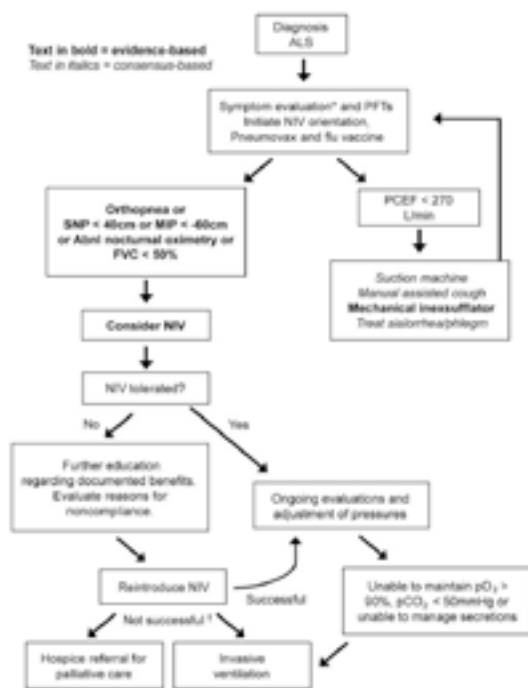 Diagnosis
ALS
Text in bold = evidence-based
Text in italics = consensus-based
Symptom evaluation* and PFTs
Initiate NIV orientation,
Pneumovax and flu vaccine
Orthopnea or
SNP < 40cm or MIP < -60cm
or Abnl nocturnal oximetry or
FVC < 50%
PCEF < 270
L/min
Suction machine
Manual assisted cough
Mechanical inexsufflator
Treat sialorrhea/phlegm
Consider NIV
NIV tolerated?
No
Yes
Further education
regarding documented benefits.
Evaluate reasons for
noncompliance.
Ongoing evaluations and
adjustment of pressures
Reintroduce NIV
Successful
Unable to maintain pO₂ >
90%, pCO₂ < 50mmHg or
unable to manage secretions
Not successful
Hospice referral for
palliative care
Invasive
ventilation